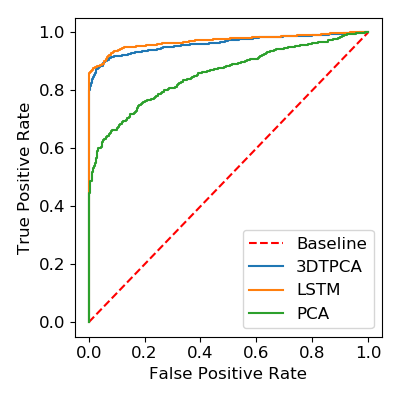 1.0
0.8
0.6
0.4
0.2
0.0
True Positive Rate
Baseline
3DTPCA
LSTM
PCA
0.0 0.2 0.4 0.6 0.8 1.0
False Positive Rate